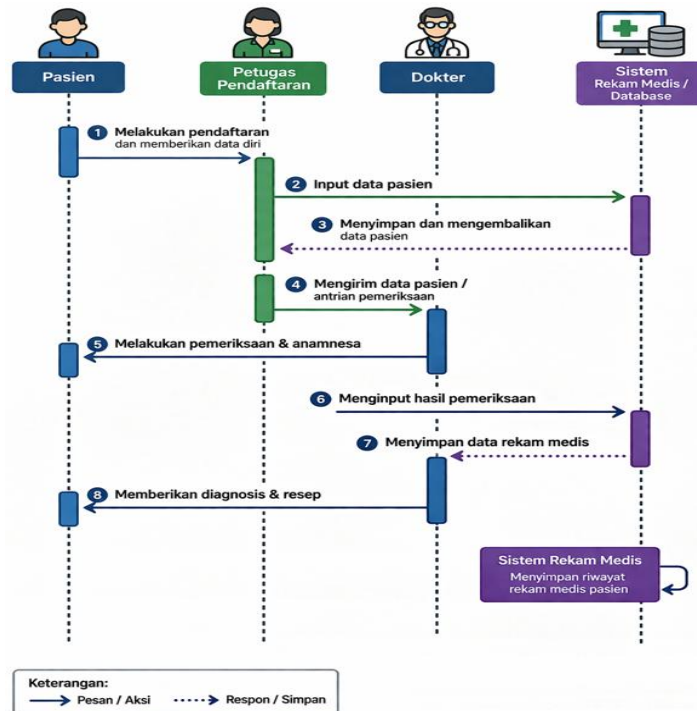 Pasien
Petugas
Pendaftaran
Dokter
Sistem
Rekam Medis /
Database
1 Melakukan pendaftaran
dan memberikan data diri
2 Input data pasien
3 Menyimpan dan mengembalikan
data pasien
4 Mengirim data pasien /
antrian pemeriksaan
5 Melakukan pemeriksaan & anamnesa
6 Menginput hasil pemeriksaan
7 Menyimpan data rekam medis
8 Memberikan diagnosis & resep
Sistem Rekam Medis
Menyimpan riwayat
rekam medis pasien
Keterangan:
Pesan / Aksi
Respon / Simpan